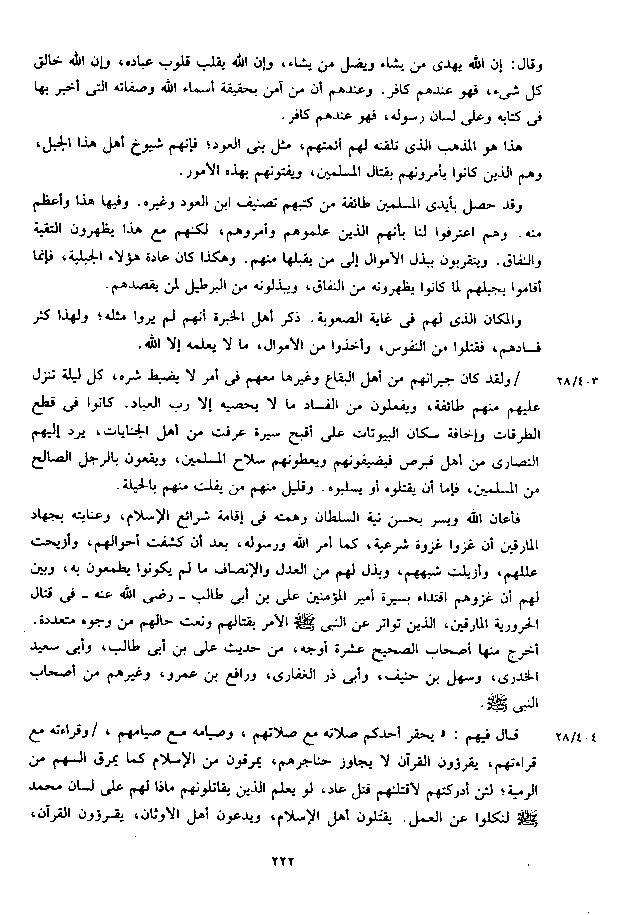 وقال: إن الله يهدى من يشاء ويضل من يشاء، وإن الله يقلب قلوب عباده، وإن الله خالق
كل شىء، فهو عندهم كافر. وعندهم أن من آمن بحقيقة أسماء الله وصفاته التى أخبر بها
فى كتابه وعلى لسان رسوله، فهو عندهم كافر.
هذا هو المذهب الذى تلقنه لهم أئمتهم، مثل بنى العود؛ فإنهم شيوخ أهل هذا الجبل،
وهم الذين كانوا يأمرونهم بقتال المسلمين، ويفتونهم بهذه الأمور.
وقد حصل بأيدى المسلمين طائفة من كتبهم تصنيف ابن العود وغيره. وفيها هذا وأعظم
منه. وهم اعترفوا لنا بأنهم الذين علموهم وأمروهم، لكنهم مع هذا يظهرون التقية
والنفاق. ويتقربون ببذل الأموال إلى من يقبلها منهم. وهكذا كان عادة هؤلاء الجبلية، فإنما
أقاموا بجبلهم لما كانوا يظهرونه من النفاق، ويبذلونه من البرطيل لمن يقصدهم.
والمكان الذى لهم فى غاية الصعوبة. ذكر أهل الخبرة أنهم لم يروا مثله؛ ولهذا كثر
فسادهم، فقتلوا من النفوس، وأخذوا من الأموال، ما لا يعلمه إلا الله.
٢٨/٤٠٣ /ولقد كان جيرانهم من أهل البقاع وغيرها معهم فى أمر لا يضبط شره، كل ليلة تنزل
عليهم منهم طائفة، ويفعلون من الفساد ما لا يحصيه إلا رب العباد. كانوا فى قطع
الطرقات وإخافة سكان البيوتات على أقبح سيرة عرفت من أهل الجنايات، يرد إليهم
النصارى من أهل قبرص فيضيفونهم ويعطونهم سلاح المسلمين، ويقعون بالرجل الصالح
من المسلمين، فإما أن يقتلوه أو يسلبوه. وقليل منهم من يفلت منهم بالحيلة.
فأعان الله ويسر بحسن نية السلطان وهمته فى إقامة شرائع الإسلام، وعنايته بجهاد
المارقين أن غزوا غزوة شرعية، كما أمر الله ورسوله، بعد أن كشفت أحوالهم، وأزيحت
عللهم، وأزيلت شبههم، وبذل لهم من العدل والإنصاف ما لم يكونوا يطمعون به، وبين
لهم أن غزوهم اقتداء بسيرة أمير المؤمنين على بن أبى طالب ـ رضى الله عنه ـ فى قتال
الحرورية المارقين، الذين تواتر عن النبى ﷺ الأمر بقتالهم ونعت حالهم من وجوه متعددة.
أخرج منها أصحاب الصحيح عشرة أوجه، من حديث على بن أبى طالب، وأبى سعيد
الخدرى، وسهل بن حنيف، وأبى ذر الغفارى، ورافع بن عمرو، وغيرهم من أصحاب
النبى ﷺ.
٢٨/٤٠٤ قال فيهم: « يحقر أحدكم صلاته مع صلاتهم ، وصيامه مع صيامهم ، /وقراءته مع
قراءتهم، يقرؤون القرآن لا يجاوز حناجرهم، يمرقون من الإسلام كما يمرق السهم من
الرمية؛ لئن أدركتهم لأقتلنهم قتل عاد، لو يعلم الذين يقاتلونهم ماذا لهم على لسان محمد
ﷺ لنكلوا عن العمل. يقتلون أهل الإسلام، ويدعون أهل الأوثان، يقرؤون القرآن،
٢٢٢